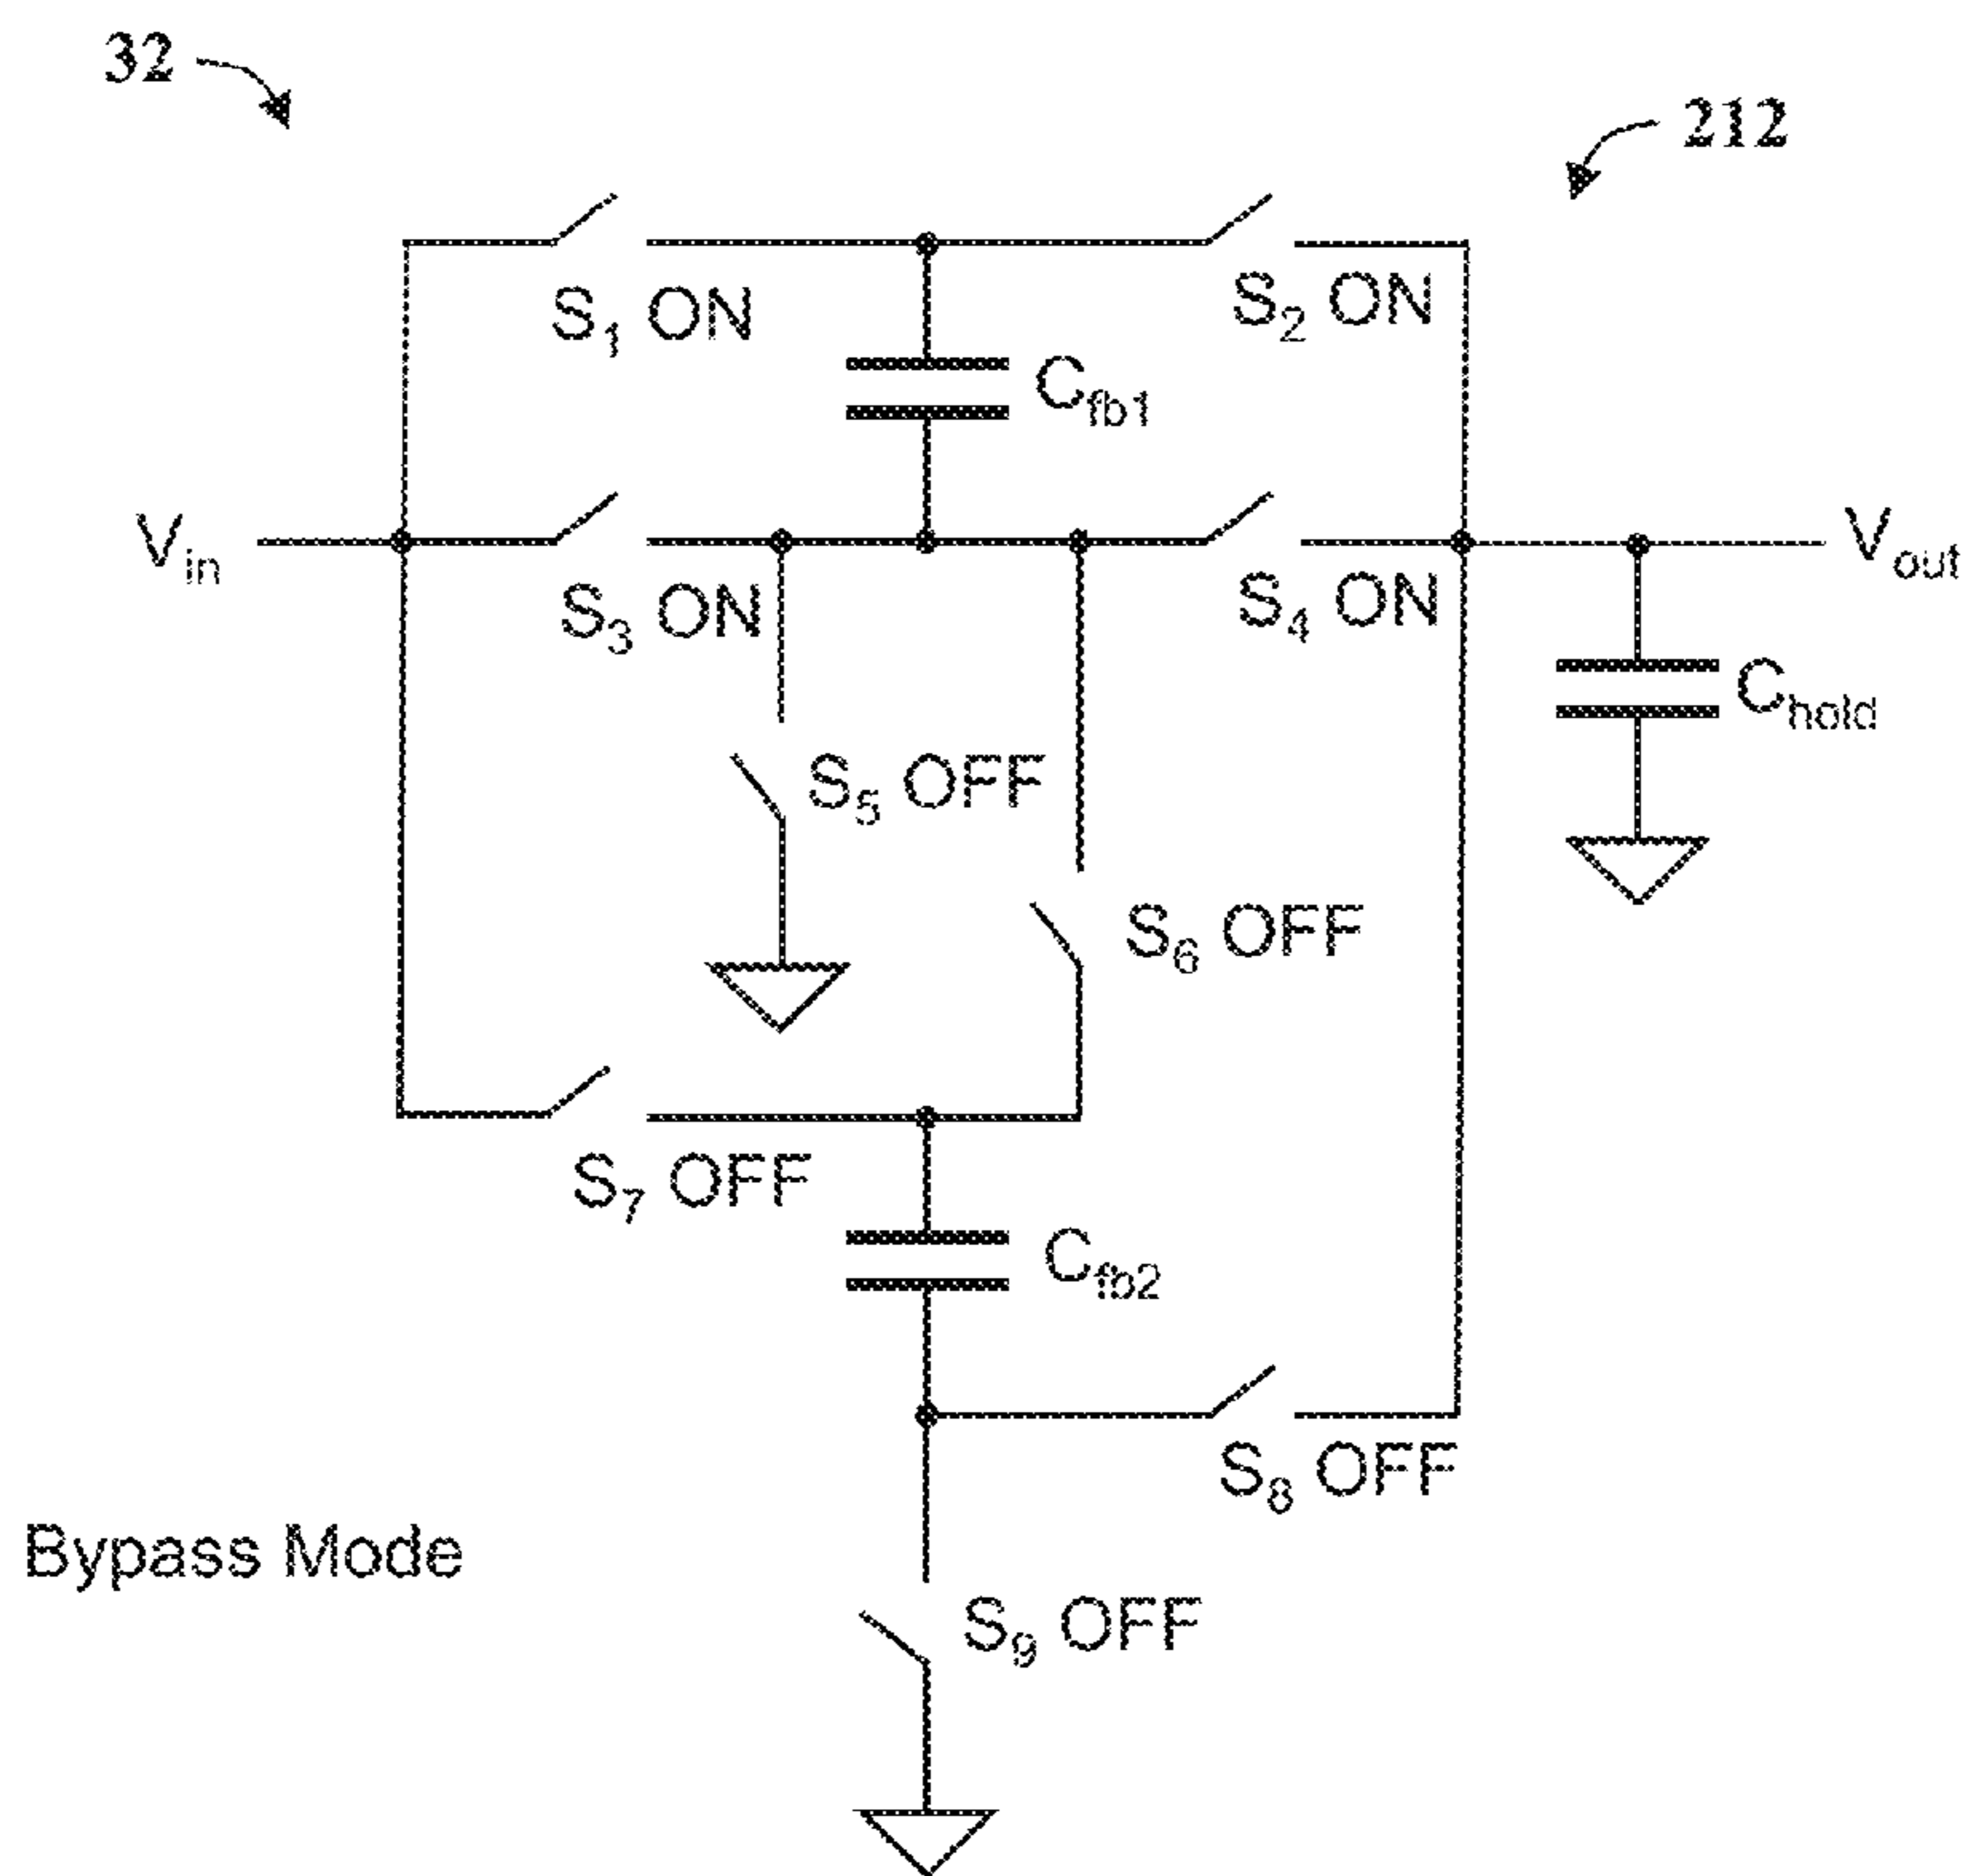 32
212
S1 ON
S2 ON
Cfb1
Vin
Vout
S3 ON
S4 ON
Chold
S5 OFF
S6 OFF
S7 OFF
Cfb2
S8 OFF
Bypass Mode
S9 OFF